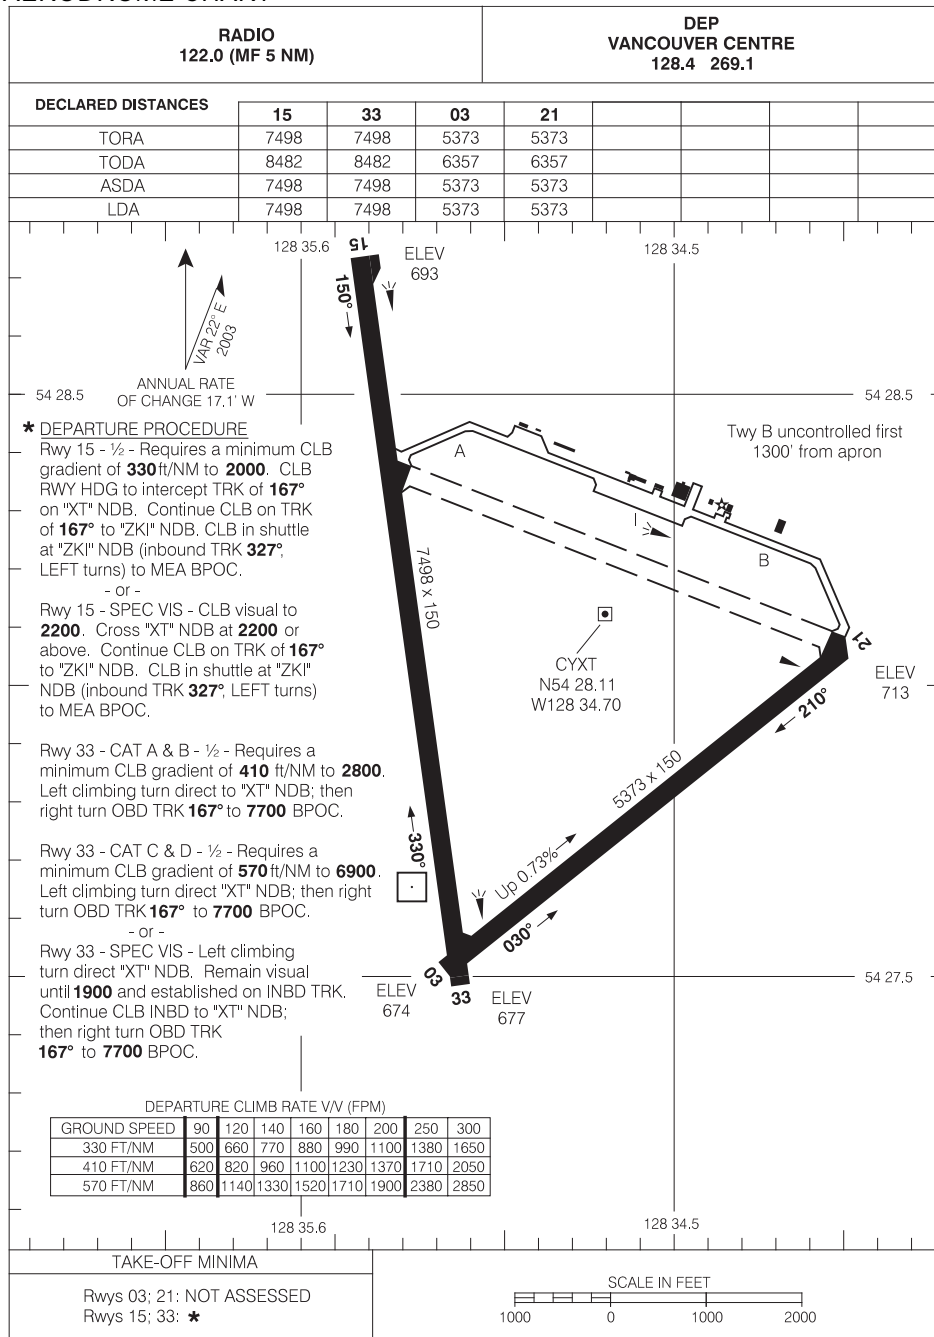 RADIO
122.0 (MF 5 NM)
DEP
VANCOUVER CENTRE
128.4 269.1
DECLARED DISTANCES 15 33 03 21
TORA 7498 7498 5373 5373
TODA 8482 8482 6357 6357
ASDA 7498 7498 5373 5373
LDA 7498 7498 5373 5373
128 35.6
128 34.5
15
ELEV
693
150°
VAR 22° E
2003
ANNUAL RATE
OF CHANGE 17.1' W
54 28.5
54 28.5
* DEPARTURE PROCEDURE
Rwy 15 - ½ - Requires a minimum CLB
gradient of 330 ft/NM to 2000. CLB
RWY HDG to intercept TRK of 167°
on "XT" NDB. Continue CLB on TRK
of 167° to "ZKI" NDB. CLB in shuttle
at "ZKI" NDB (inbound TRK 327°,
LEFT turns) to MEA BPOC.
- or -
Rwy 15 - SPEC VIS - CLB visual to
2200. Cross "XT" NDB at 2200 or
above. Continue CLB on TRK of 167°
to "ZKI" NDB. CLB in shuttle at "ZKI"
NDB (inbound TRK 327°, LEFT turns)
to MEA BPOC.
Rwy 33 - CAT A & B - ½ - Requires a
minimum CLB gradient of 410 ft/NM to 2800.
Left climbing turn direct to "XT" NDB; then
right turn OBD TRK 167° to 7700 BPOC.
Rwy 33 - CAT C & D - ½ - Requires a
minimum CLB gradient of 570 ft/NM to 6900.
Left climbing turn direct "XT" NDB; then right
turn OBD TRK 167° to 7700 BPOC.
- or -
Rwy 33 - SPEC VIS - Left climbing
turn direct "XT" NDB. Remain visual
until 1900 and established on INBD TRK.
Continue CLB INBD to "XT" NDB;
then right turn OBD TRK
167° to 7700 BPOC.
Twy B uncontrolled first
1300' from apron
A
B
7498 x 150
CYXT
N54 28.11
W128 34.70
21
ELEV
713
210°
5373 x 150
Up 0.73%
330°
030°
03
33
ELEV
674
ELEV
677
54 27.5
DEPARTURE CLIMB RATE V/V (FPM)
GROUND SPEED 90 120 140 160 180 200 250 300
330 FT/NM 500 660 770 880 990 1100 1380 1650
410 FT/NM 620 820 960 1100 1230 1370 1710 2050
570 FT/NM 860 1140 1330 1520 1710 1900 2380 2850
128 35.6
128 34.5
TAKE-OFF MINIMA
Rwys 03; 21: NOT ASSESSED
Rwys 15; 33: *
SCALE IN FEET
1000 0 1000 2000